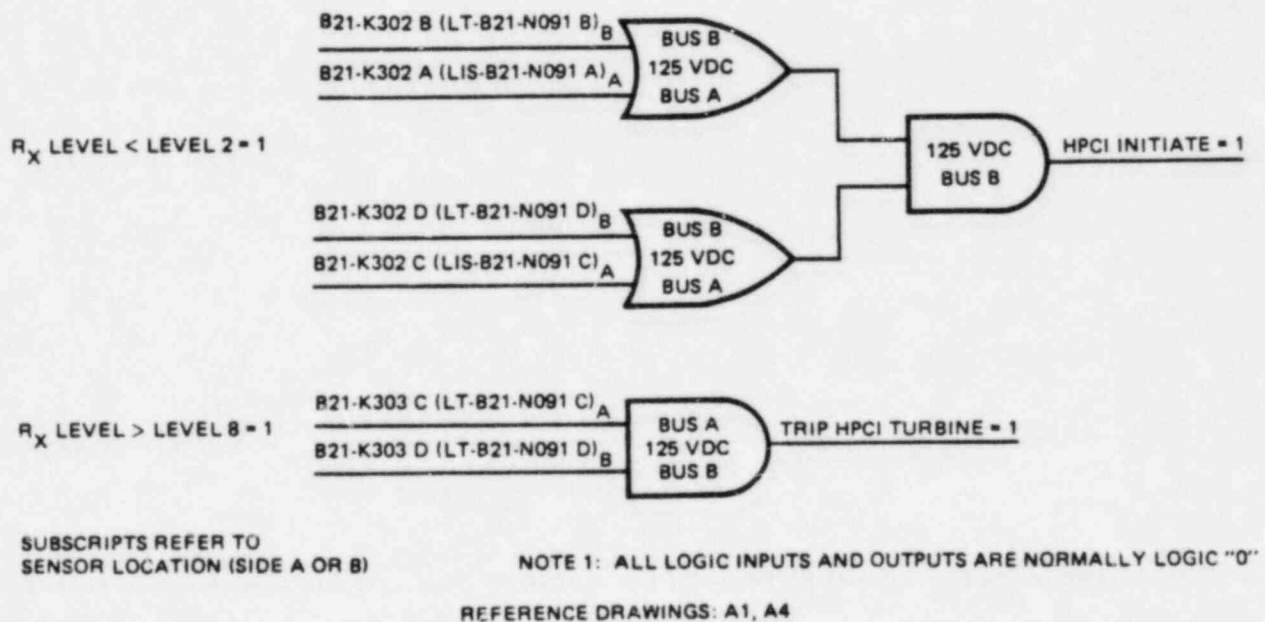 B21-K302 B (LT-B21-N091 B)B
B21-K302 A (LIS-B21-N091 A)A
BUS B
125 VDC
BUS A
RX LEVEL < LEVEL 2 = 1
125 VDC
BUS B
HPCI INITIATE = 1
B21-K302 D (LT-B21-N091 D)B
B21-K302 C (LIS-B21-N091 C)A
BUS B
125 VDC
BUS A
RX LEVEL > LEVEL 8 = 1
B21-K303 C (LT-B21-N091 C)A
B21-K303 D (LT-B21-N091 D)B
BUS A
125 VDC
BUS B
TRIP HPCI TURBINE = 1
SUBSCRIPTS REFER TO
SENSOR LOCATION (SIDE A OR B)
NOTE 1: ALL LOGIC INPUTS AND OUTPUTS ARE NORMALLY LOGIC "0"
REFERENCE DRAWINGS: A1, A4